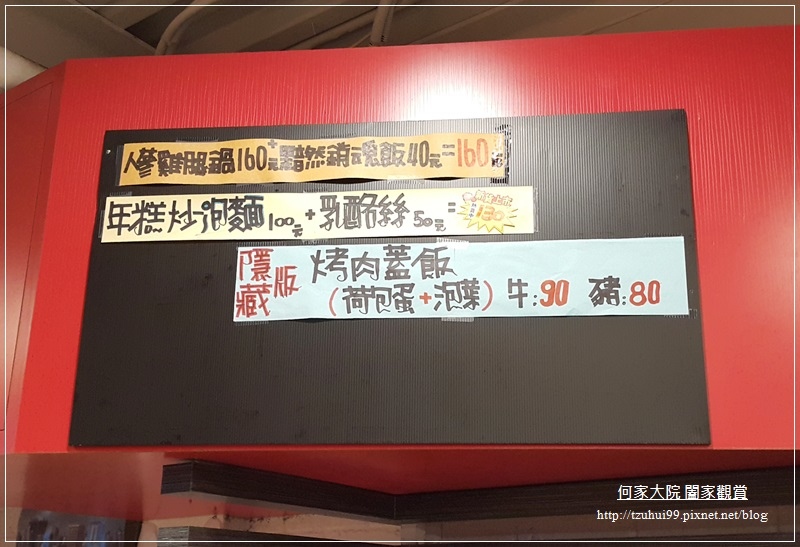 人蔘雞腿鍋160元+黯然銷魂飯40元=160元
年糕炒泡麵100元+乳酪絲50元=130
隱藏版 烤肉蓋飯
(荷包蛋+泡菜) 牛:90 豬:80
何家大院 闔家觀賞
http://tzuhui99.pixnet.net/blog